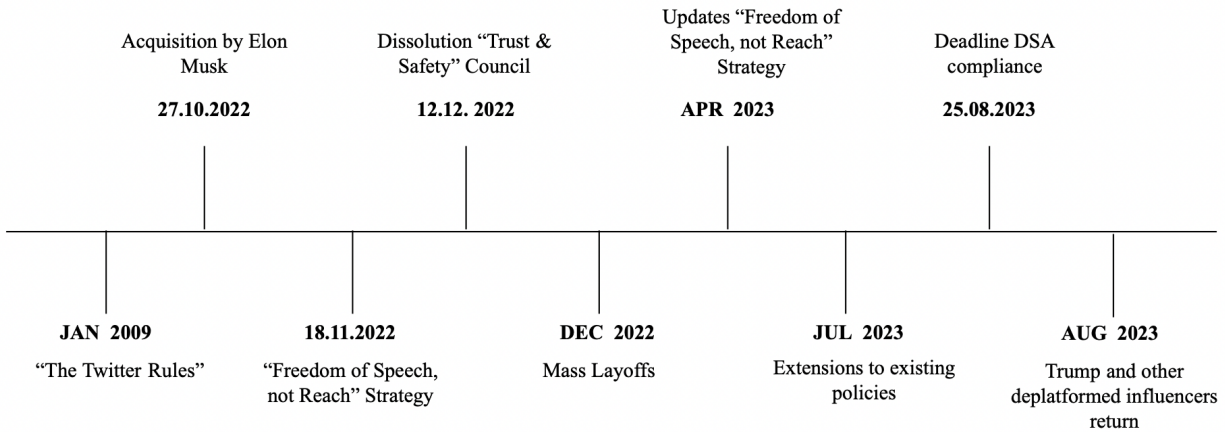 Acquisition by Elon
Musk
27.10.2022
Dissolution “Trust &
Safety” Council
12.12. 2022
Updates “Freedom of
Speech, not Reach”
Strategy
APR 2023
Deadline DSA
compliance
25.08.2023
JAN 2009
“The Twitter Rules”
18.11.2022
“Freedom of Speech,
not Reach” Strategy
DEC 2022
Mass Layoffs
JUL 2023
Extensions to existing
policies
AUG 2023
Trump and other
deplatformed influencers
return